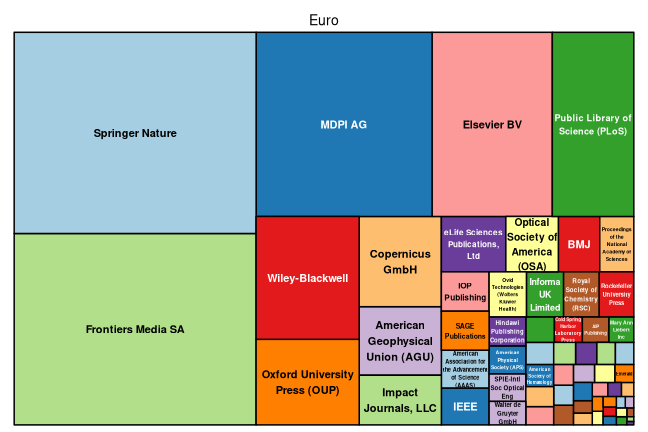 Euro
Springer Nature
MDPI AG
Elsevier BV
Public Library of
Science (PLoS)
Frontiers Media SA
Wiley-Blackwell
Oxford University
Press (OUP)
Copernicus
GmbH
American
Geophysical
Union (AGU)
Impact
Journals, LLC
eLife Sciences
Publications,
Ltd
Optical
Society of
America
(OSA)
BMJ
Proceedings
of the
National
Academy of
Sciences
IOP
Publishing
Ovid
Technologies
(Wolters
Kluwer
Health)
Informa
UK
Limited
Royal
Society of
Chemistry
(RSC)
Rockefeller
University
Press
SAGE
Publications
Hindawi
Publishing
Corporation
Cold Spring
Harbor
Laboratory
Press
AIP
Publishing
Mary Ann
Liebert
Inc
American
Association for
the Advancement
of Science
(AAAS)
American
Physical
Society (APS)
American
Society of
Hematology
IEEE
SPIE-Intl
Soc Optical
Eng
Walter de
Gruyter
GmbH
Emerald